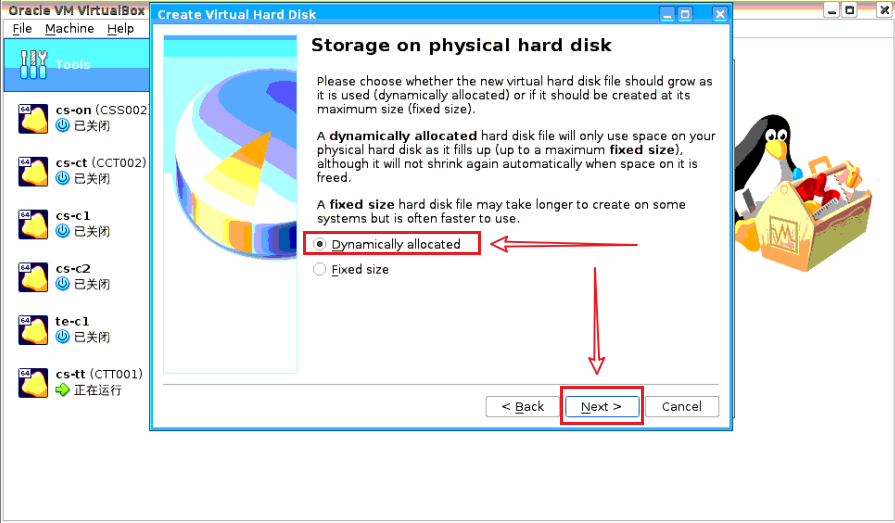 Oracle VM VirtualBox
File Machine Help
Tools
cs-on (CSS002)
已关闭
cs-ct (CCT002)
已关闭
cs-c1
已关闭
cs-c2
已关闭
te-c1
已关闭
cs-tt (CTT001)
正在运行
Create Virtual Hard Disk
Storage on physical hard disk
Please choose whether the new virtual hard disk file should grow as
it is used (dynamically allocated) or if it should be created at its
maximum size (fixed size).
A dynamically allocated hard disk file will only use space on your
physical hard disk as it fills up (up to a maximum fixed size),
although it will not shrink again automatically when space on it is
freed.
A fixed size hard disk file may take longer to create on some
systems but is often faster to use.
Dynamically allocated
Fixed size
< Back Next > Cancel
64
64
64
64
64
64